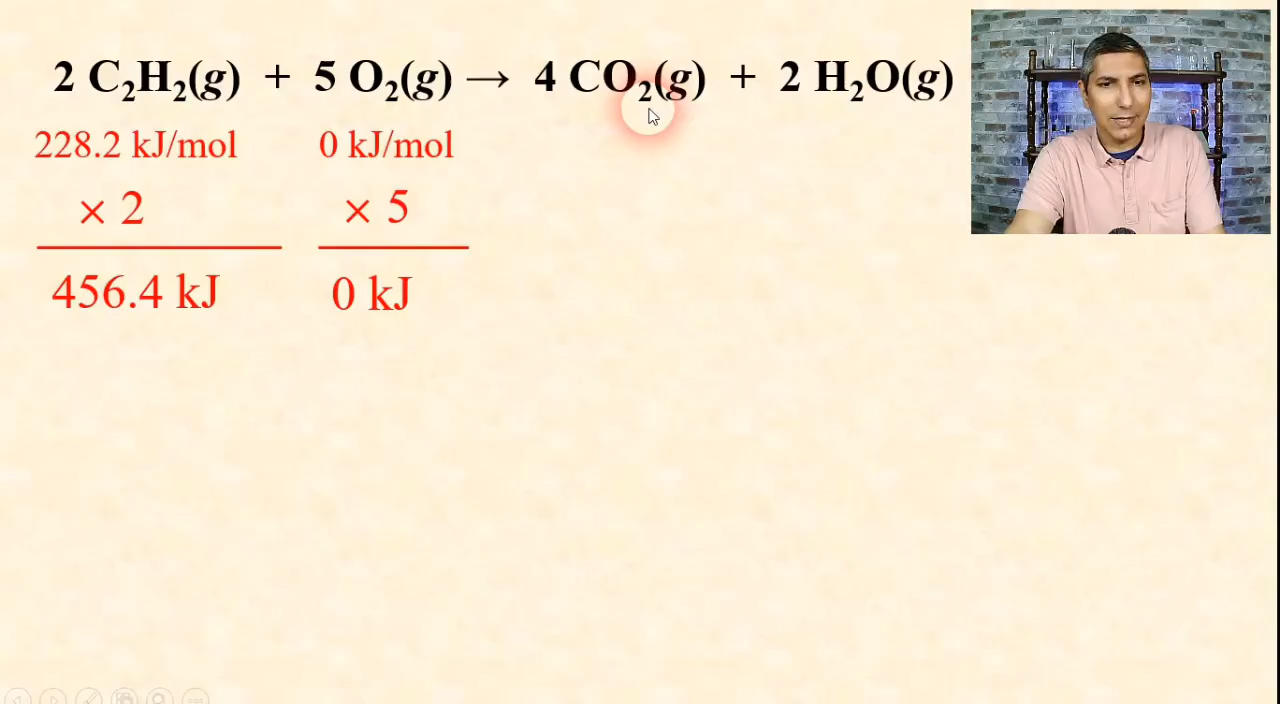 2 C₂H₂(g) + 5 O₂(g) → 4 CO₂(g) + 2 H₂O(g)
228.2 kJ/mol 0 kJ/mol
× 2 × 5
456.4 kJ 0 kJ